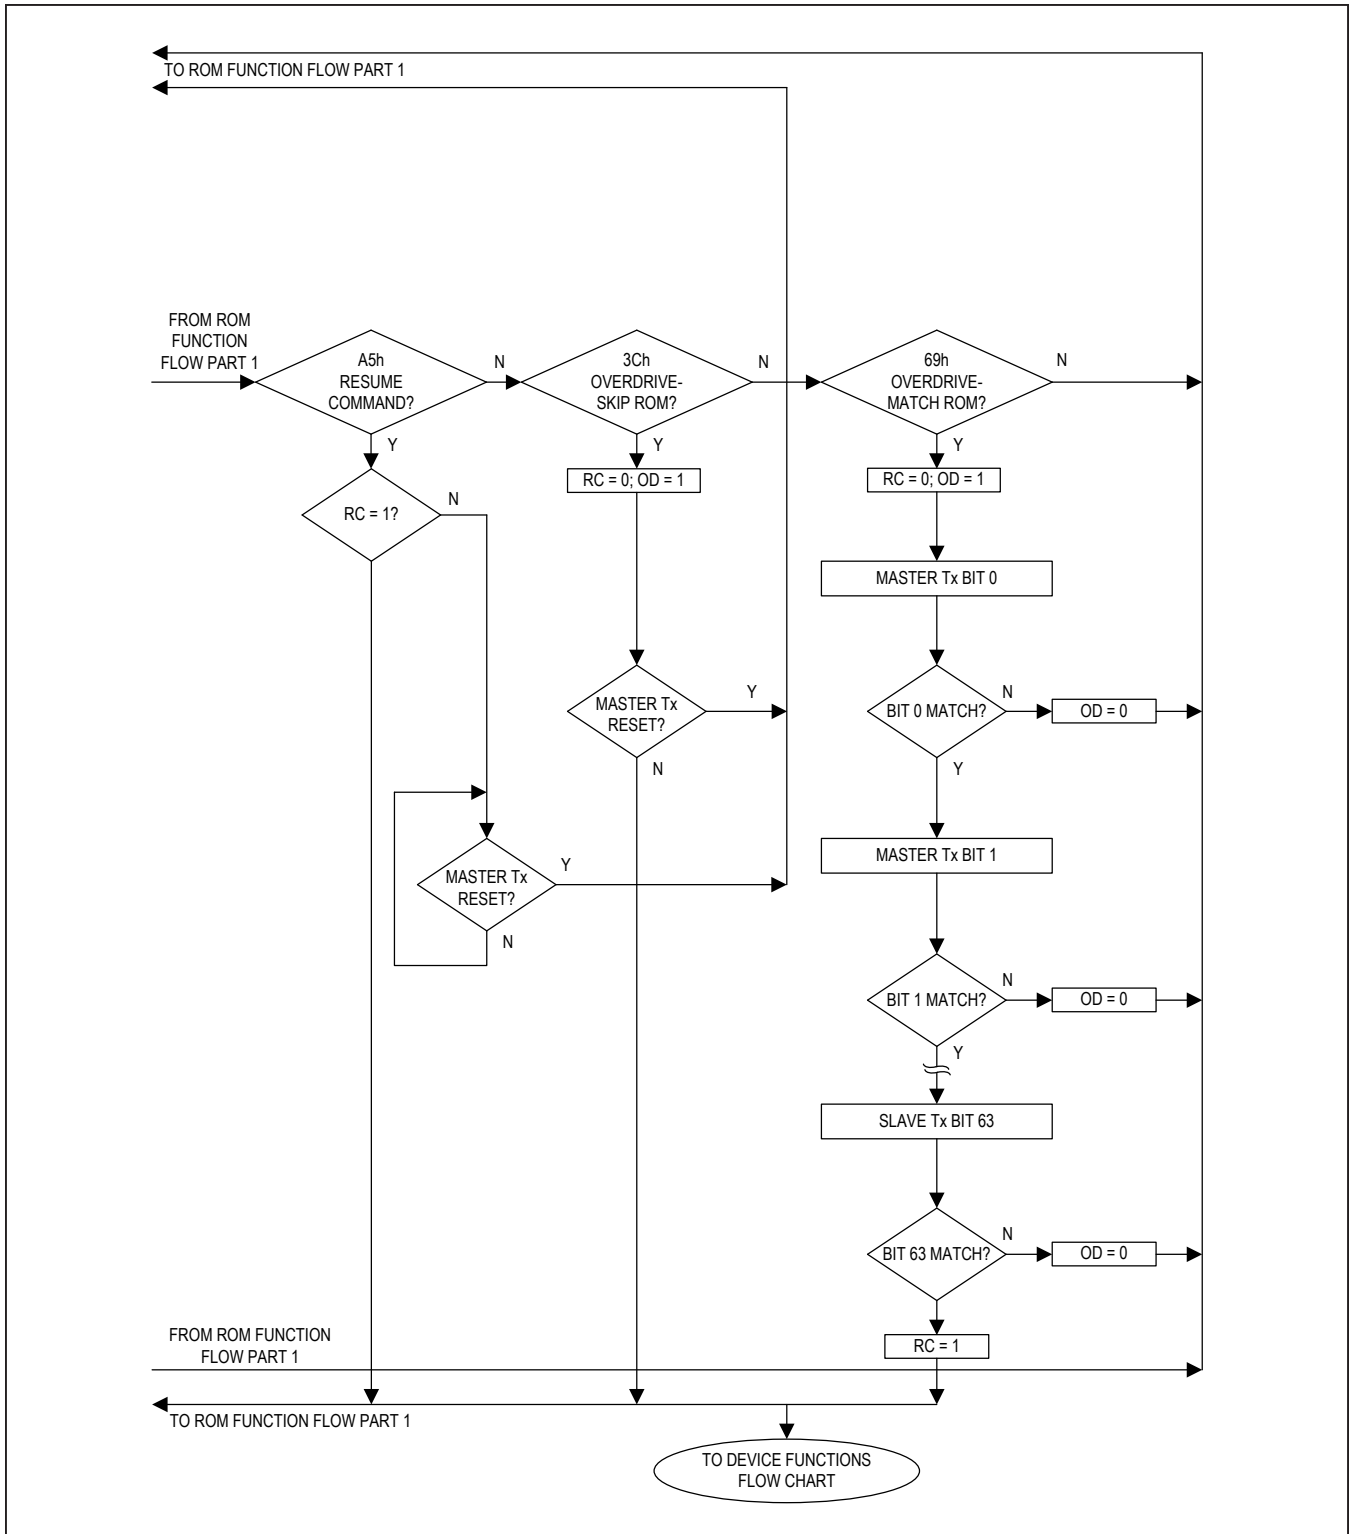 TO ROM FUNCTION FLOW PART 1
FROM ROM
FUNCTION
FLOW PART 1
A5h
RESUME
COMMAND?
N
3Ch
OVERDRIVE-
SKIP ROM?
N
69h
OVERDRIVE-
MATCH ROM?
N
Y
Y
Y
RC = 1?
N
RC = 0; OD = 1
RC = 0; OD = 1
MASTER Tx BIT 0
MASTER Tx
RESET?
Y
N
BIT 0 MATCH?
N
OD = 0
Y
MASTER Tx BIT 1
MASTER Tx
RESET?
Y
N
BIT 1 MATCH?
N
OD = 0
Y
SLAVE Tx BIT 63
BIT 63 MATCH?
N
OD = 0
RC = 1
FROM ROM FUNCTION
FLOW PART 1
TO ROM FUNCTION FLOW PART 1
TO DEVICE FUNCTIONS
FLOW CHART